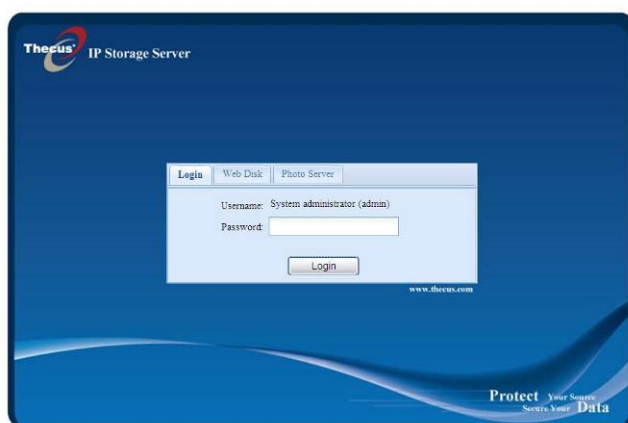 Thecus
IP Storage Server
Login Web Disk Photo Server
Username: System administrator (admin)
Password:
Login
www.thecus.com
Protect Your Source
Secure Your Data